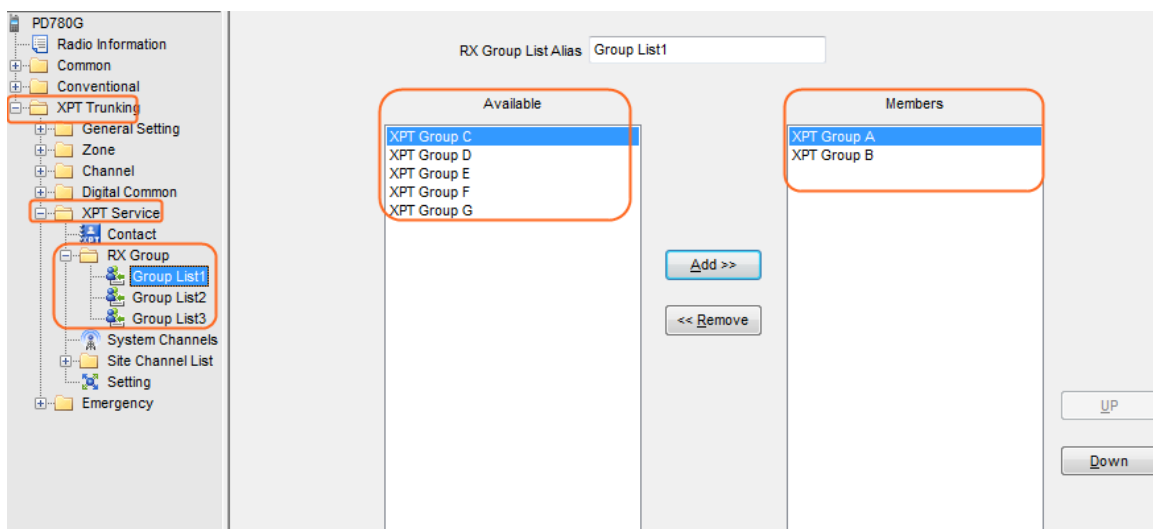 PD780G
Radio Information
Common
Conventional
XPT Trunking
General Setting
Zone
Channel
Digital Common
XPT Service
Contact
RX Group
Group List1
Group List2
Group List3
System Channels
Site Channel List
Setting
Emergency
RX Group List Alias Group List1
Available
XPT Group C
XPT Group D
XPT Group E
XPT Group F
XPT Group G
Add >>
<< Remove
Members
XPT Group A
XPT Group B
UP
Down